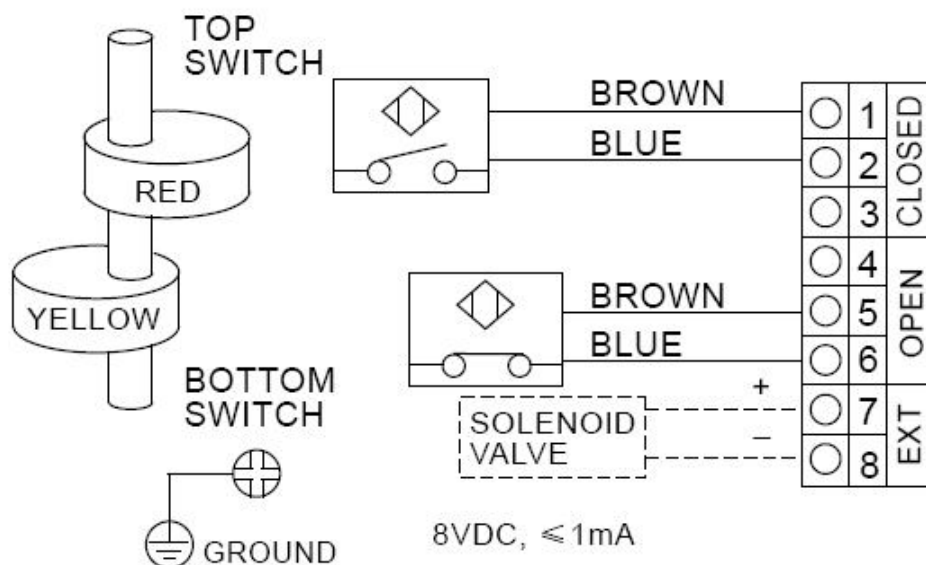 TOP
SWITCH
RED
YELLOW
BOTTOM
SWITCH
GROUND
BROWN
BLUE
BROWN
BLUE
+
SOLENOID
VALVE
–
8VDC, ≤1mA
1
2
3
CLOSED
4
5
6
OPEN
7
8
EXT